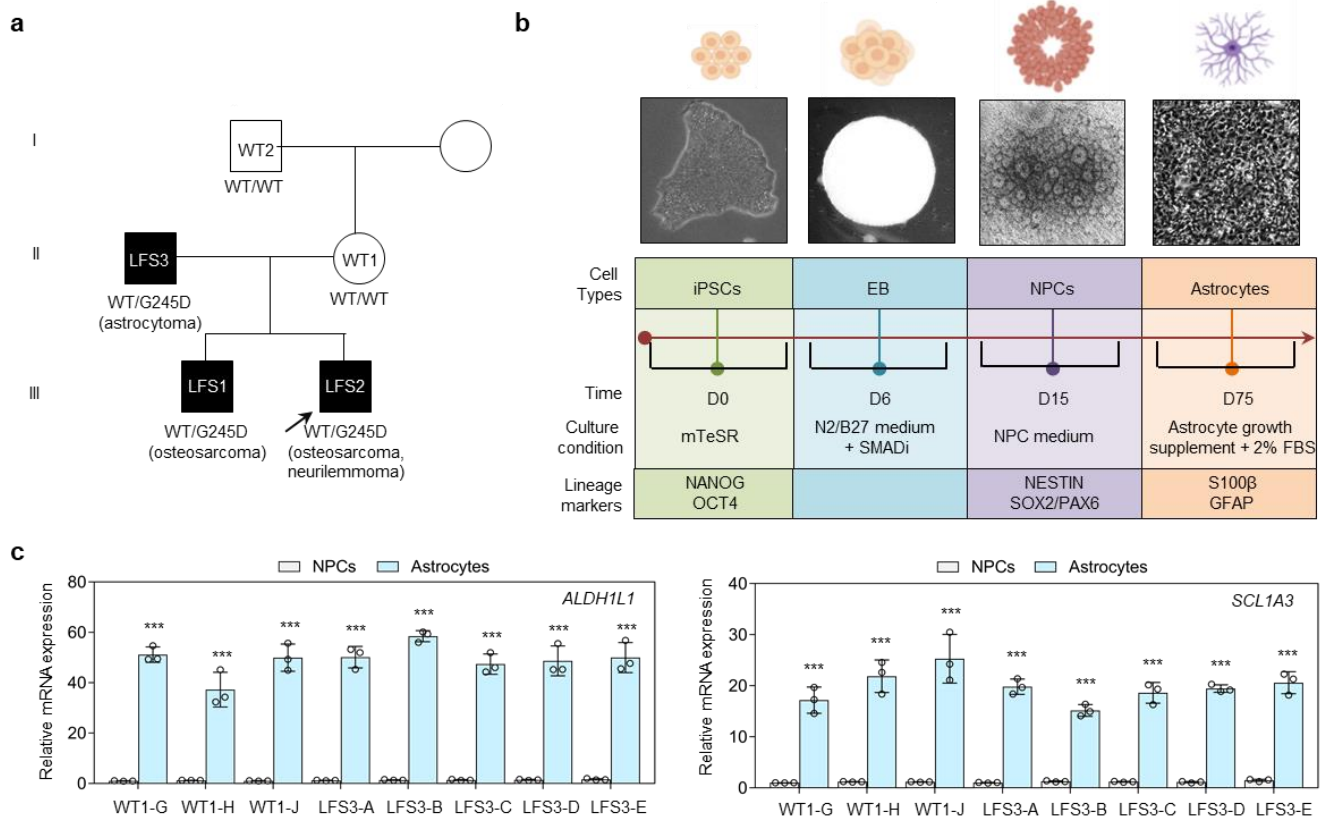 a
I
WT2
WT/WT
II
LFS3
WT1
WT/G245D
(astrocytoma)
WT/WT
III
LFS1
LFS2
WT/G245D
(osteosarcoma)
WT/G245D
(osteosarcoma,
neurilemmoma)
b
Cell
Types
iPSCs
EB
NPCs
Astrocytes
Time
D0
D6
D15
D75
Culture
condition
mTeSR
N2/B27 medium
+ SMADi
NPC medium
Astrocyte growth
supplement + 2% FBS
Lineage
markers
NANOG
OCT4
NESTIN
SOX2/PAX6
S100β
GFAP
c
NPCs Astrocytes
ALDH1L1
Relative mRNA expression
80
60
40
20
0
*** *** *** *** *** *** *** ***
WT1-G WT1-H WT1-J LFS3-A LFS3-B LFS3-C LFS3-D LFS3-E
NPCs Astrocytes
SCL1A3
Relative mRNA expression
40
30
20
10
0
*** *** *** *** *** *** *** ***
WT1-G WT1-H WT1-J LFS3-A LFS3-B LFS3-C LFS3-D LFS3-E